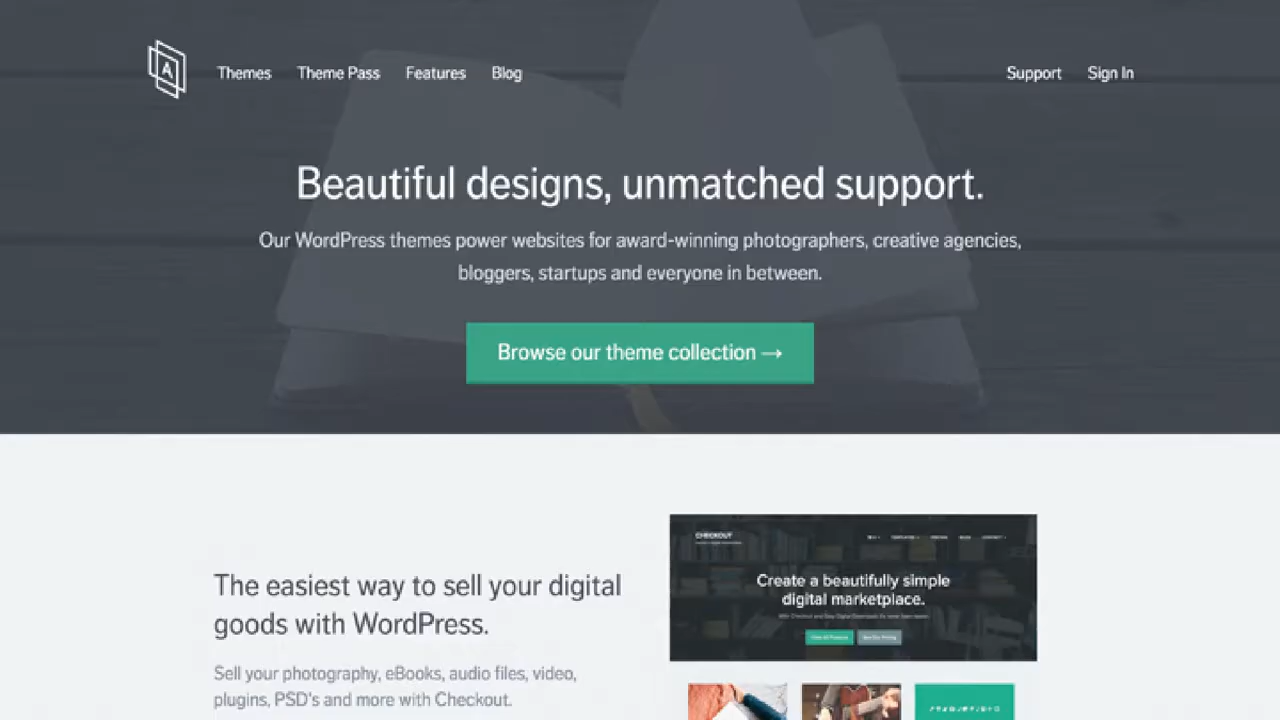 A
Themes Theme Pass Features Blog
Support Sign In
Beautiful designs, unmatched support.
Our WordPress themes power websites for award-winning photographers, creative agencies,
bloggers, startups and everyone in between.
Browse our theme collection →
The easiest way to sell your digital
goods with WordPress.
Sell your photography, eBooks, audio files, video,
plugins, PSD's and more with Checkout.
CHECKOUT
BLOG
CONTACT
Create a beautifully simple
digital marketplace.